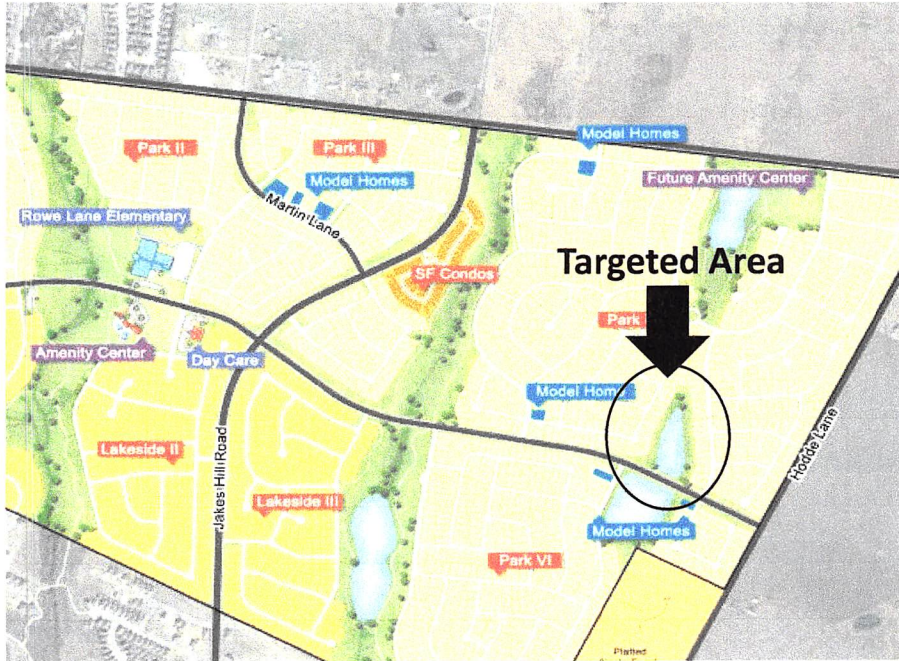 Model Homes
Park II
Park III
Model Homes
Future Amenity Center
Martin Lane
Rowe Lane Elementary
Targeted Area
SF Condos
Park
Amenity Center
Day Care
Model Home
Hodde Lane
Lakeside II
Jakes Hill Road
Lakeside III
Model Homes
Park VI
Platted